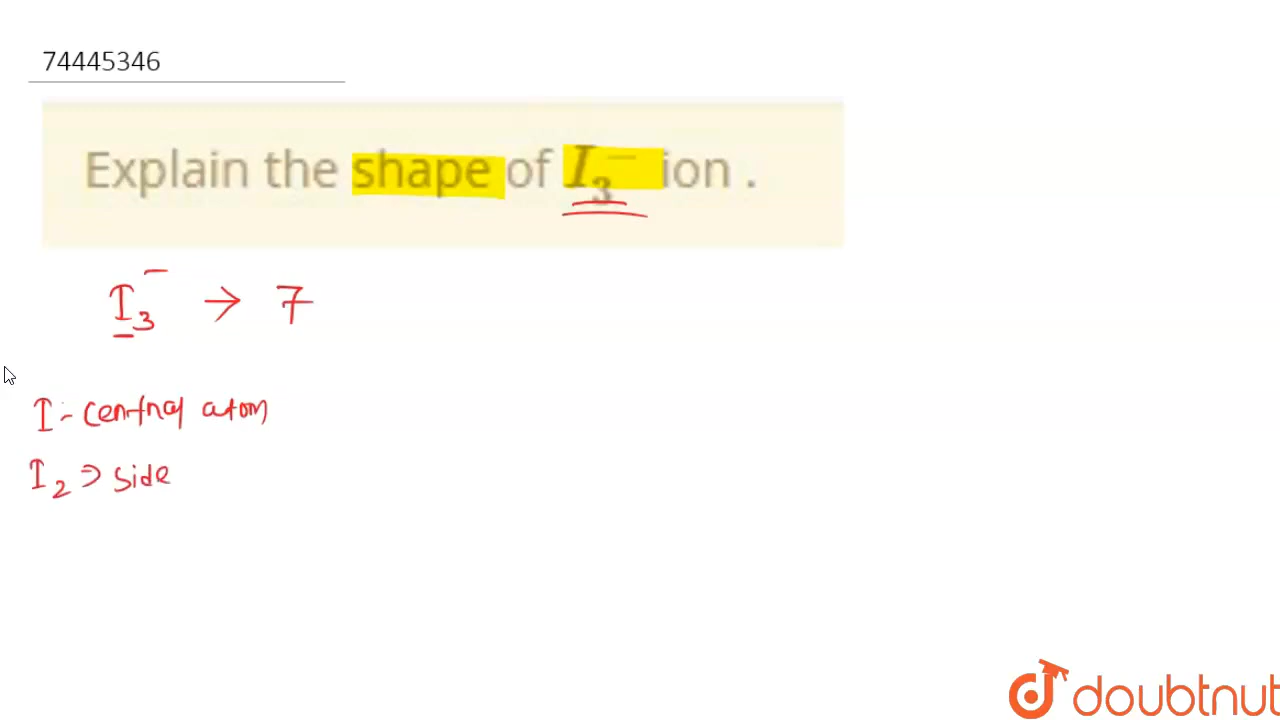 74445346
Explain the shape of I₃⁻ ion .
I₃⁻ → 7
I :- central atom
I₂ ⇒ side
doubtnut